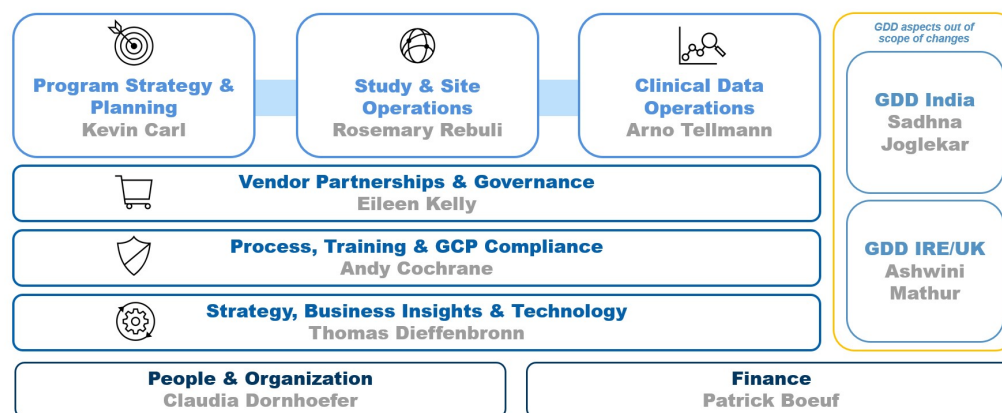 Program Strategy &
Planning
Kevin Carl
Study & Site
Operations
Rosemary Rebuli
Clinical Data
Operations
Arno Tellmann
Vendor Partnerships & Governance
Eileen Kelly
Process, Training & GCP Compliance
Andy Cochrane
Strategy, Business Insights & Technology
Thomas Dieffenbronn
GDD aspects out of
scope of changes
GDD India
Sadhna
Joglekar
GDD IRE/UK
Ashwini
Mathur
People & Organization
Claudia Dornhoefer
Finance
Patrick Boeuf